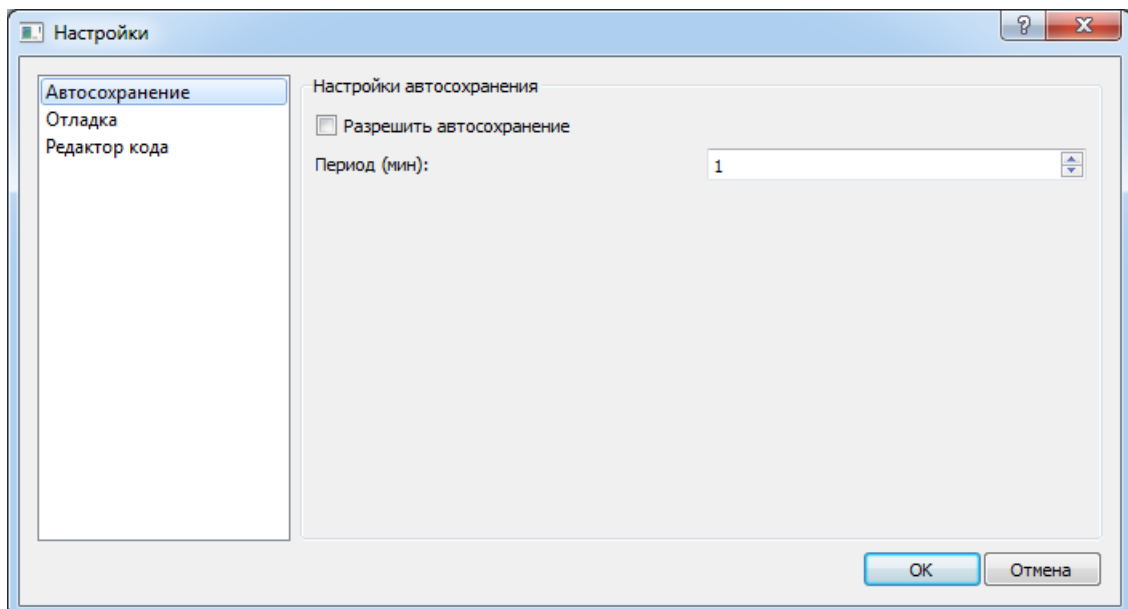 Настройки
Автосохранение
Отладка
Редактор кода
Настройки автосохранения
Разрешить автосохранение
Период (мин): 1
OK Отмена